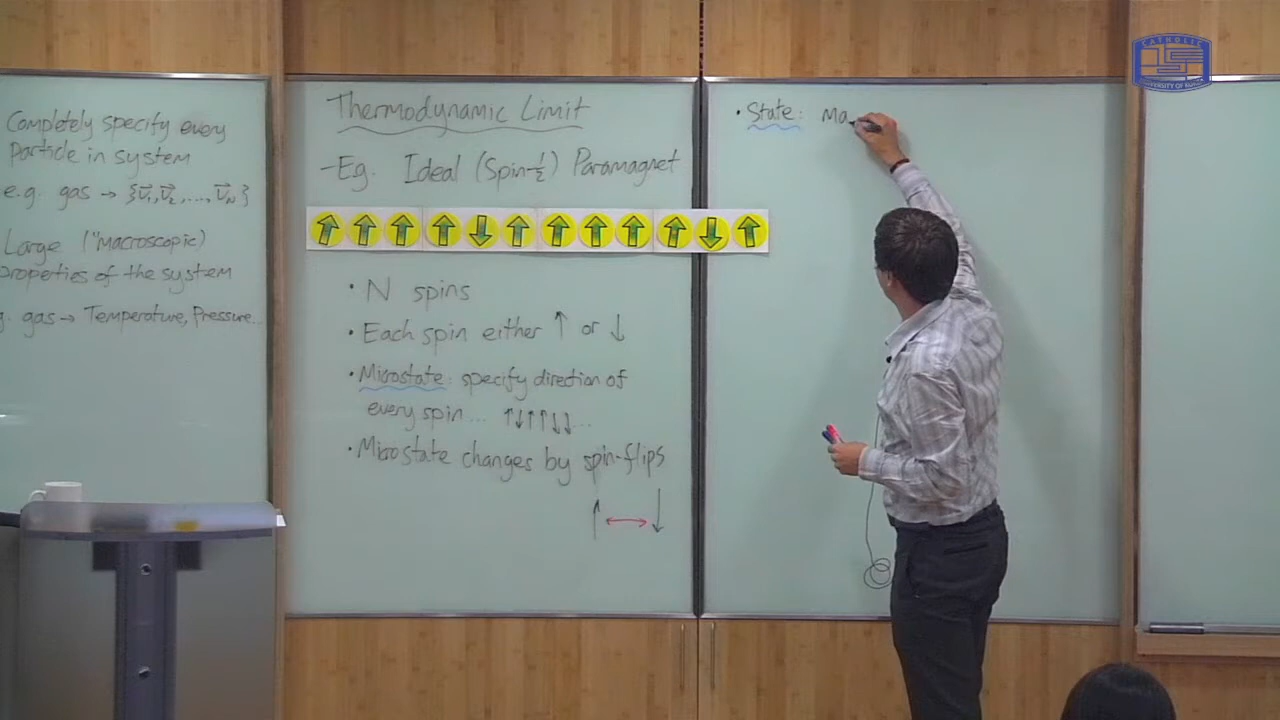 Completely specify every
particle in system
e.g. gas → {v⃗₁, v⃗₂, ..., v⃗_N}
Large ("Macroscopic)
properties of the system
g. gas → Temperature, Pressure...
Thermodynamic Limit
- Eg. Ideal (Spin-½) Paramagnet
• N spins
• Each spin either ↑ or ↓
• Microstate: specify direction of
every spin... ↑↓↑↑↓↓...
• Microstate changes by spin-flips
↑ ↔ ↓
• State: Ma
CATHOLIC